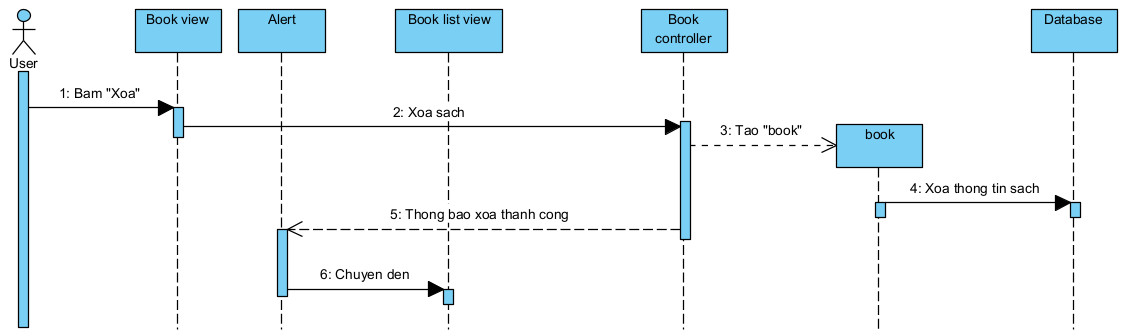 Book view
Alert
Book list view
Book
controller
Database
User
1: Bam "Xoa"
2: Xoa sach
3: Tao "book"
book
4: Xoa thong tin sach
5: Thong bao xoa thanh cong
6: Chuyen den